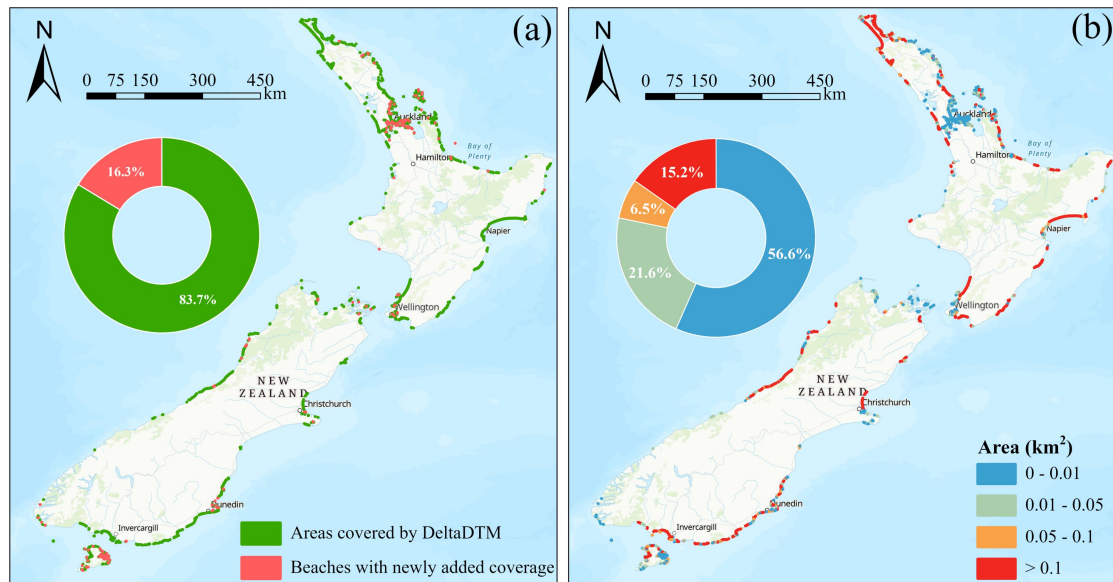 N
(a)
0 75 150 300 450
km
Auckland
Bay of
Plenty
Hamilton
16.3%
83.7%
Napier
Wellington
NEW
ZEALAND
Christchurch
Dunedin
Invercargill
Areas covered by DeltaDTM
Beaches with newly added coverage
N
(b)
0 75 150 300 450
km
Auckland
Bay of
Plenty
Hamilton
15.2%
6.5%
21.6%
56.6%
Napier
Wellington
NEW
ZEALAND
Christchurch
Dunedin
Invercargill
Area (km²)
0 - 0.01
0.01 - 0.05
0.05 - 0.1
> 0.1